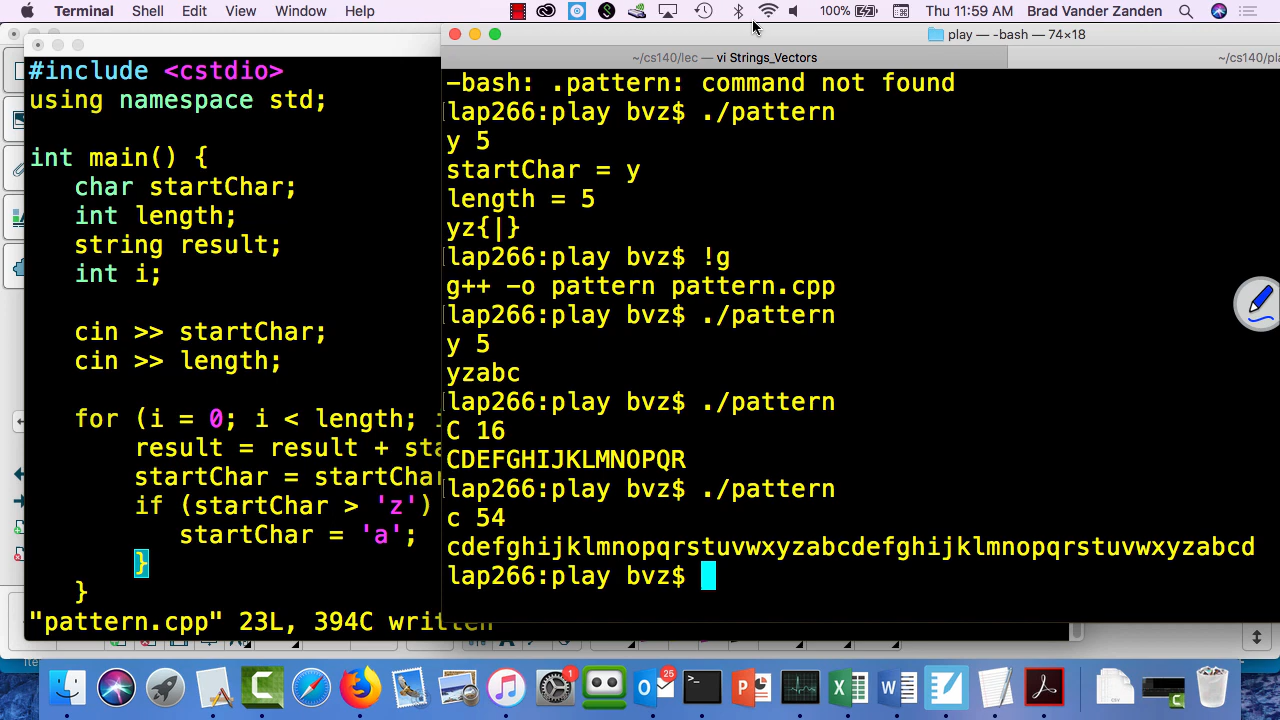 Terminal Shell Edit View Window Help 100% Thu 11:59 AM Brad Vander Zanden
play — -bash — 74×18
~/cs140/lec — vi Strings_Vectors ~/cs140/pla
#include <cstdio>
using namespace std;
int main() {
char startChar;
int length;
string result;
int i;
cin >> startChar;
cin >> length;
for (i = 0; i < length; i
result = result + sta
startChar = startChar
if (startChar > 'z')
startChar = 'a';
}
}
"pattern.cpp" 23L, 394C written
-bash: .pattern: command not found
lap266:play bvz$ ./pattern
y 5
startChar = y
length = 5
yz{|}
lap266:play bvz$ !g
g++ -o pattern pattern.cpp
lap266:play bvz$ ./pattern
y 5
yzabc
lap266:play bvz$ ./pattern
C 16
CDEFGHIJKLMNOPQR
lap266:play bvz$ ./pattern
c 54
cdefghijklmnopqrstuvwxyzabcdefghijklmnopqrstuvwxyzabcd
lap266:play bvz$
1
25